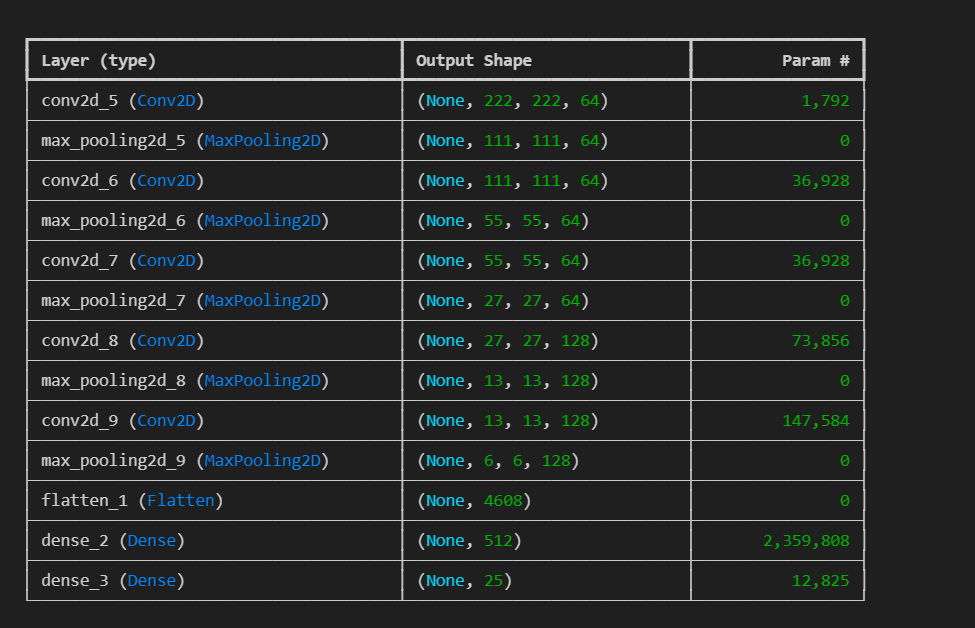 Layer (type) Output Shape Param #
conv2d_5 (Conv2D) (None, 222, 222, 64) 1,792
max_pooling2d_5 (MaxPooling2D) (None, 111, 111, 64) 0
conv2d_6 (Conv2D) (None, 111, 111, 64) 36,928
max_pooling2d_6 (MaxPooling2D) (None, 55, 55, 64) 0
conv2d_7 (Conv2D) (None, 55, 55, 64) 36,928
max_pooling2d_7 (MaxPooling2D) (None, 27, 27, 64) 0
conv2d_8 (Conv2D) (None, 27, 27, 128) 73,856
max_pooling2d_8 (MaxPooling2D) (None, 13, 13, 128) 0
conv2d_9 (Conv2D) (None, 13, 13, 128) 147,584
max_pooling2d_9 (MaxPooling2D) (None, 6, 6, 128) 0
flatten_1 (Flatten) (None, 4608) 0
dense_2 (Dense) (None, 512) 2,359,808
dense_3 (Dense) (None, 25) 12,825